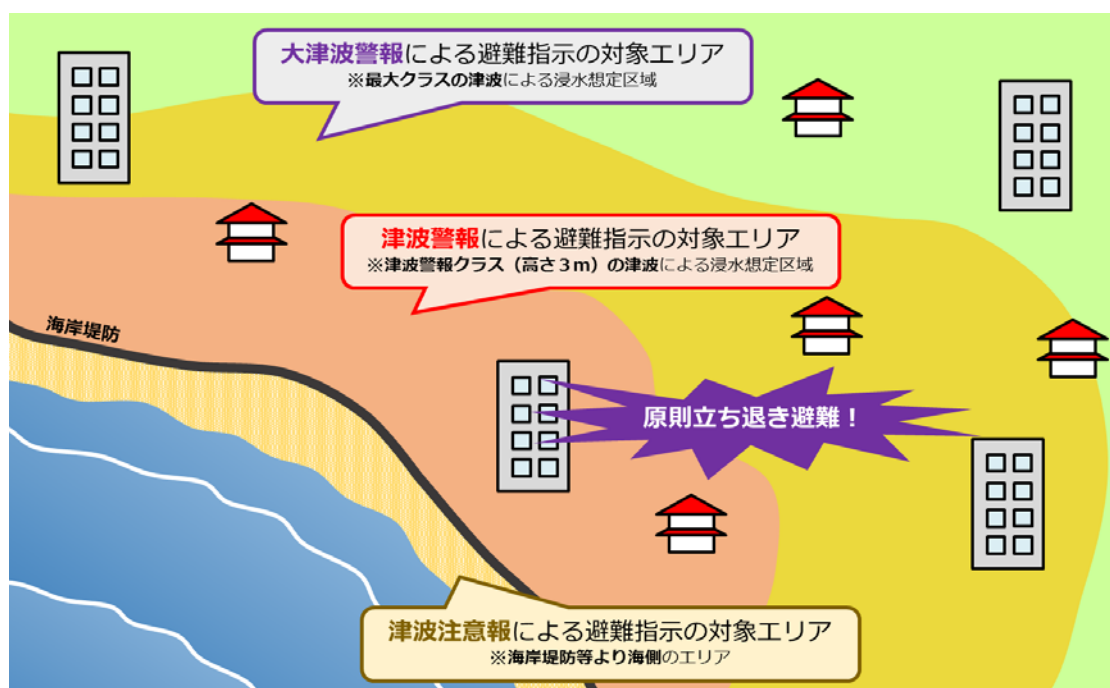 大津波警報による避難指示の対象エリア
※最大クラスの津波による浸水想定区域
津波警報による避難指示の対象エリア
※津波警報クラス（高さ３ｍ）の津波による浸水想定区域
海岸堤防
原則立ち退き避難！
津波注意報による避難指示の対象エリア
※海岸堤防等より海側のエリア